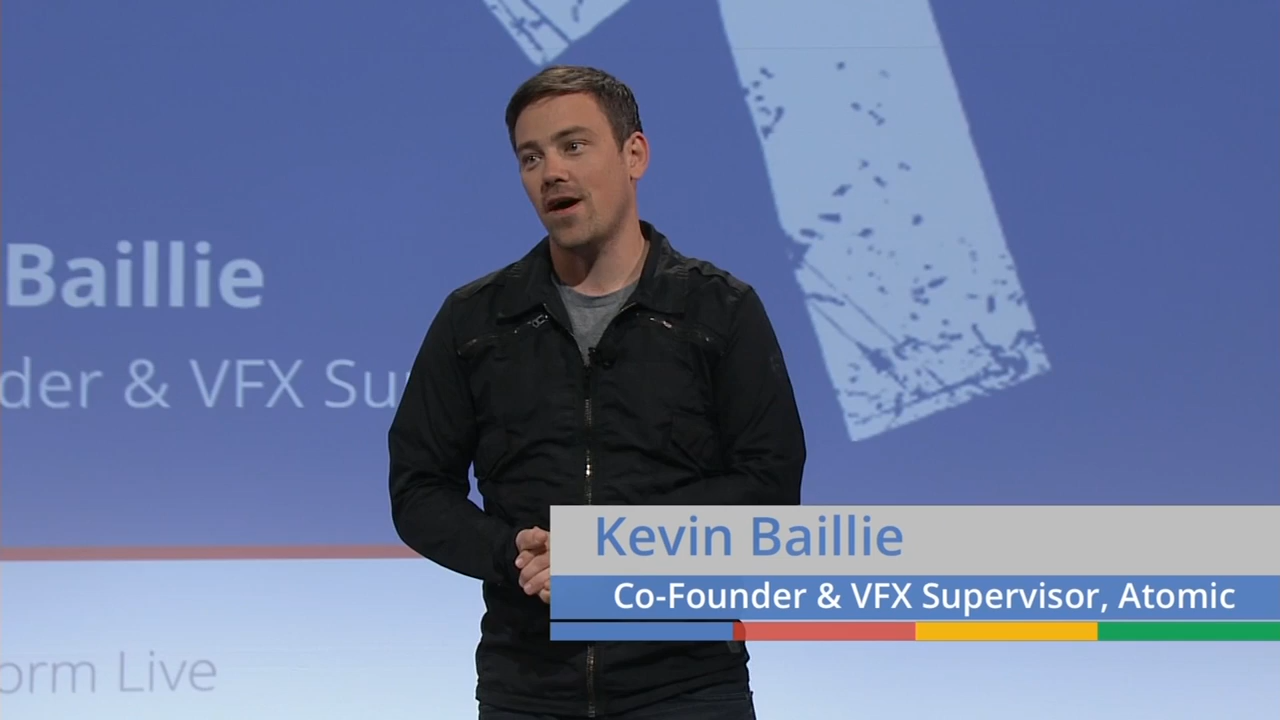 Baillie
der & VFX Su
orm Live
Kevin Baillie
Co-Founder & VFX Supervisor, Atomic